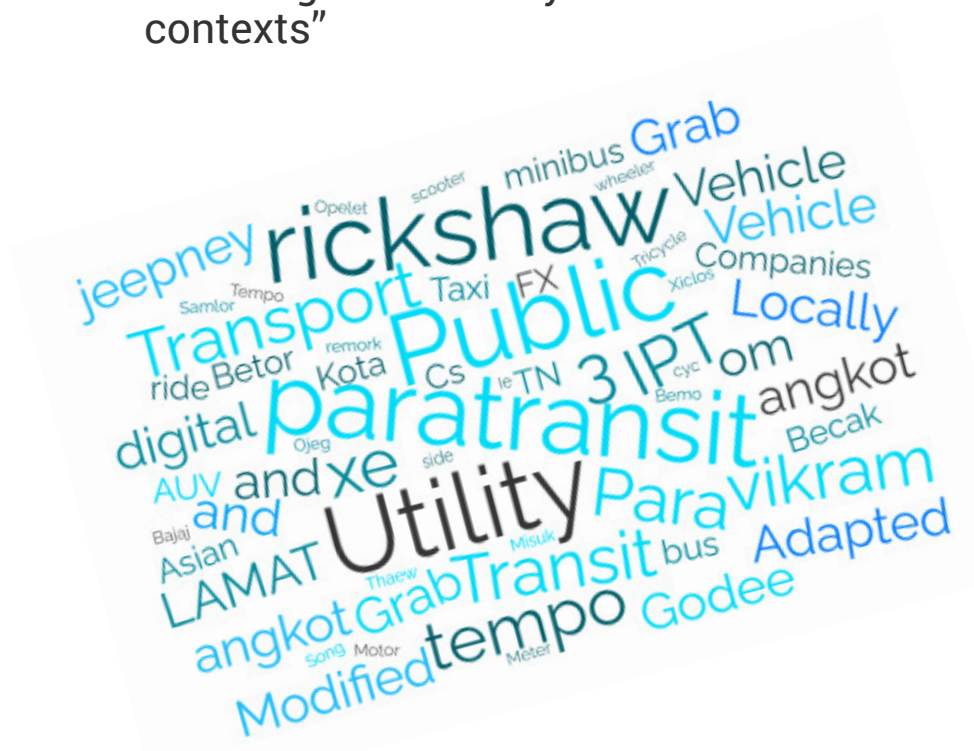 contexts”
Grab
minibus
scooter
wheeler
Vehicle
Opelet
rickshaw
Vehicle
jeepney
Tricycle
Companies
Tempo
Samlor
Transport
Taxi
FX
Public
Xiclos
Locally
ride
Betor
remork
Kota
Cs
le
TN
3
IPT
cyc
om
angkot
digital
paratransit
Bemo
Becak
Ojeg
side
AUV
and
xe
Utility
Para
vikram
Bajaj
and
Asian
LAMAT
Misuk
bus
Adapted
Thaew
Grab
Transit
Godee
angkot
tempo
Song
Motor
Meter
Modified